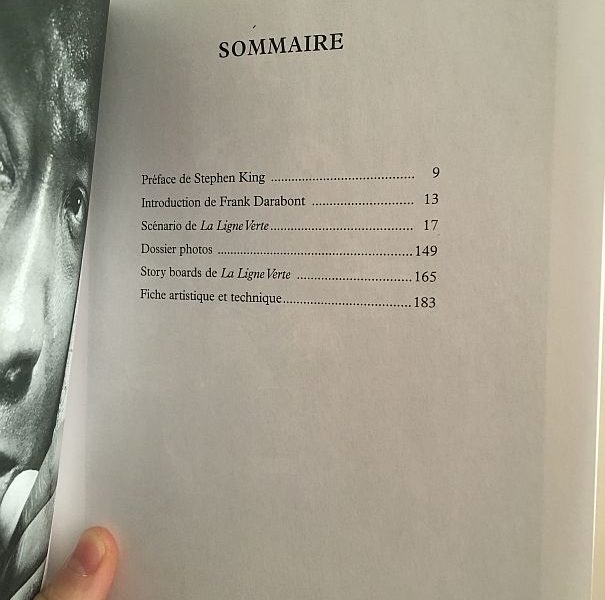 SOMMAIRE
Préface de Stephen King ........................................... 9
Introduction de Frank Darabont ............................... 13
Scénario de La Ligne Verte........................................... 17
Dossier photos ...........................................................149
Story boards de La Ligne Verte ..................................165
Fiche artistique et technique.......................................183